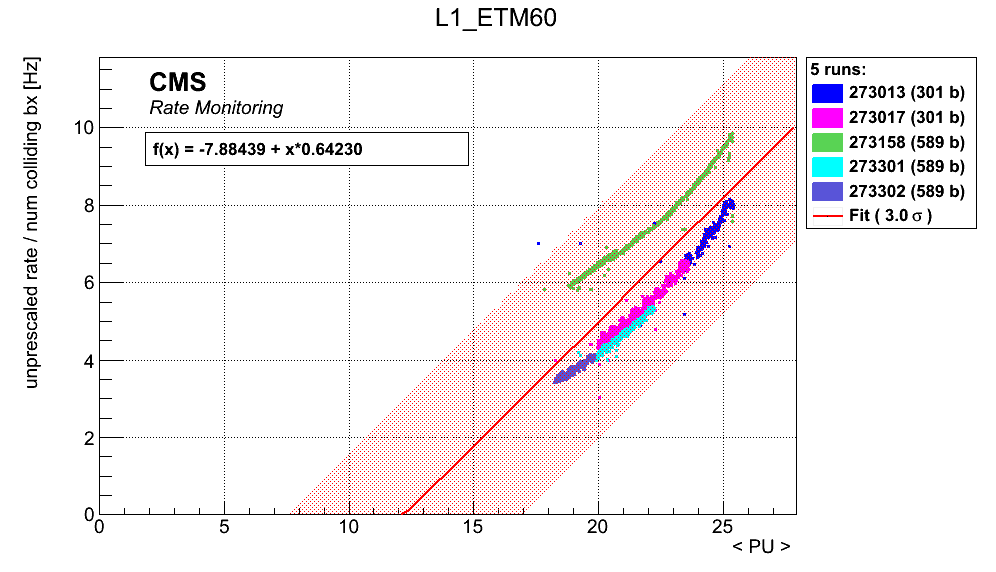 L1_ETM60
unprescaled rate / num colliding bx [Hz]
CMS
Rate Monitoring
f(x) = -7.88439 + x*0.64230
10
8
6
4
2
0
0 5 10 15 20 25
< PU >
5 runs:
273013 (301 b)
273017 (301 b)
273158 (589 b)
273301 (589 b)
273302 (589 b)
Fit ( 3.0 σ )